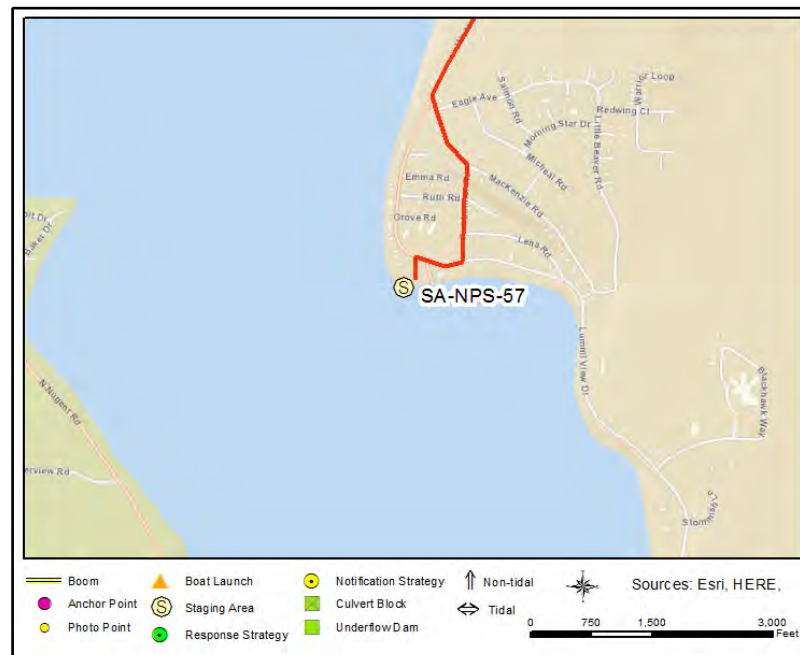 Eagle Ave
Salmon Rd
Loop
Redwing Ct
Morning Star Dr
Little Beaver Rd
Micheal Rd
Emma Rd
MacKenzie Rd
Ruth Rd
Grove Rd
Lena Rd
Baker Dr
S
SA-NPS-57
Lummi View Dr
Blackhawk Way
N Nugent Rd
erview Rd
Boom
Boat Launch
Notification Strategy
Non-tidal
Sources: Esri, HERE,
Anchor Point
S
Staging Area
Culvert Block
Tidal
Photo Point
Response Strategy
Underflow Dam
0 750 1,500 3,000
Feet